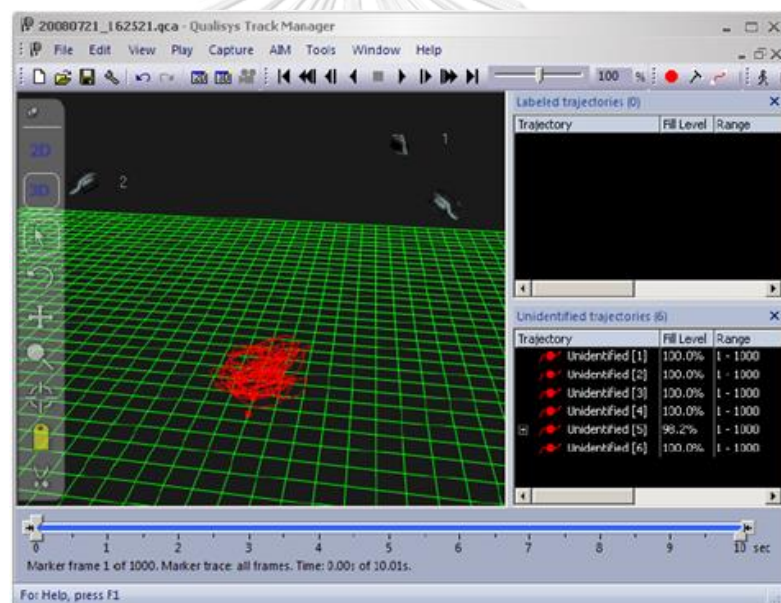 20080721_162521.qca - Qualisys Track Manager
File Edit View Play Capture AIM Tools Window Help
100 %
Labeled trajectories (0)
Trajectory Fill Level Range
2D
3D
1
2
Unidentified trajectories (6)
Trajectory Fill Level Range
Unidentified [1] 100.0% 1 - 1000
Unidentified [2] 100.0% 1 - 1000
Unidentified [3] 100.0% 1 - 1000
Unidentified [4] 100.0% 1 - 1000
Unidentified [5] 98.2% 1 - 1000
Unidentified [6] 100.0% 1 - 1000
0 1 2 3 4 5 6 7 8 9 10 sec
Marker frame 1 of 1000. Marker trace: all frames. Time: 0.00s of 10.01s.
For Help, press F1